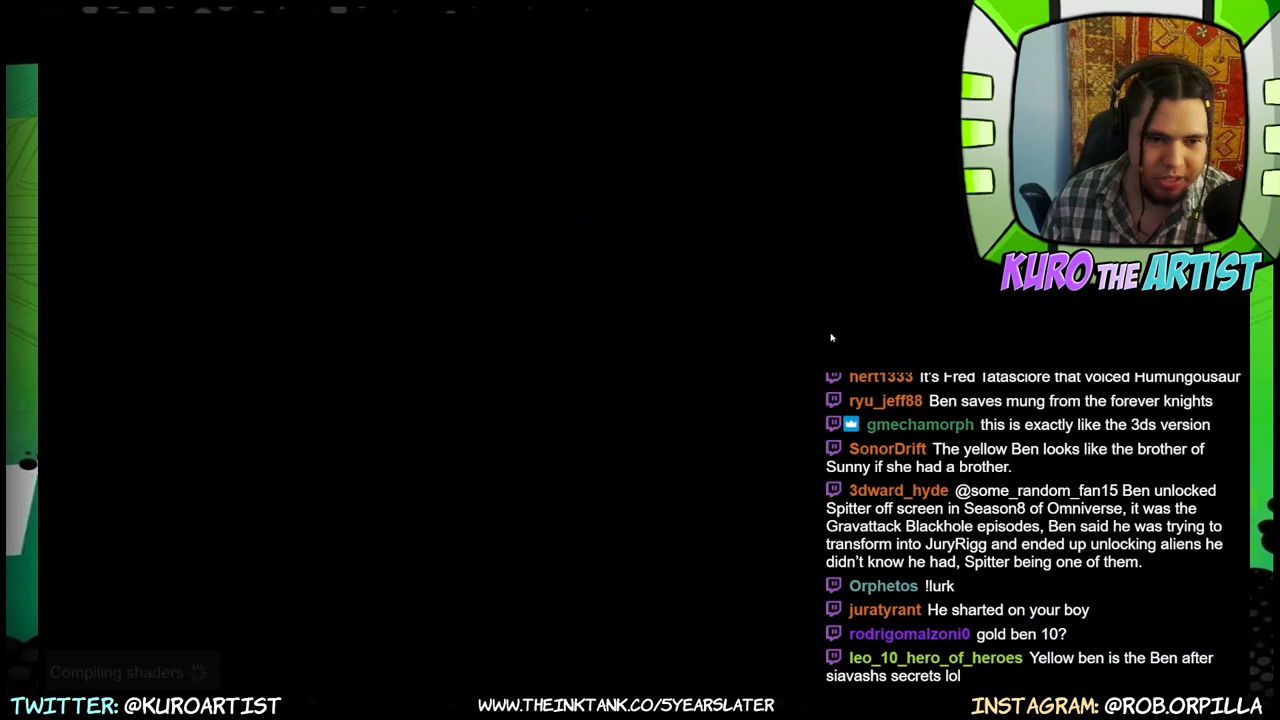 KURO THE ARTIST
hert1333 It's Fred Tatasciore that voiced Humungousaur
ryu_jeff88 Ben saves mung from the forever knights
gmechamorph this is exactly like the 3ds version
SonorDrift The yellow Ben looks like the brother of
Sunny if she had a brother.
3dward_hyde @some_random_fan15 Ben unlocked
Spitter off screen in Season8 of Omniverse, it was the
Gravattack Blackhole episodes, Ben said he was trying to
transform into JuryRigg and ended up unlocking aliens he
didn't know he had, Spitter being one of them.
Orphetos !lurk
juratyrant He sharted on your boy
rodrigomalzoni0 gold ben 10?
leo_10_hero_of_heroes Yellow ben is the Ben after
siavashs secrets lol
Compiling shaders
TWITTER: @KUROARTIST WWW.THEINKTANK.CO/5YEARSLATER INSTAGRAM: @ROB.ORPILLA